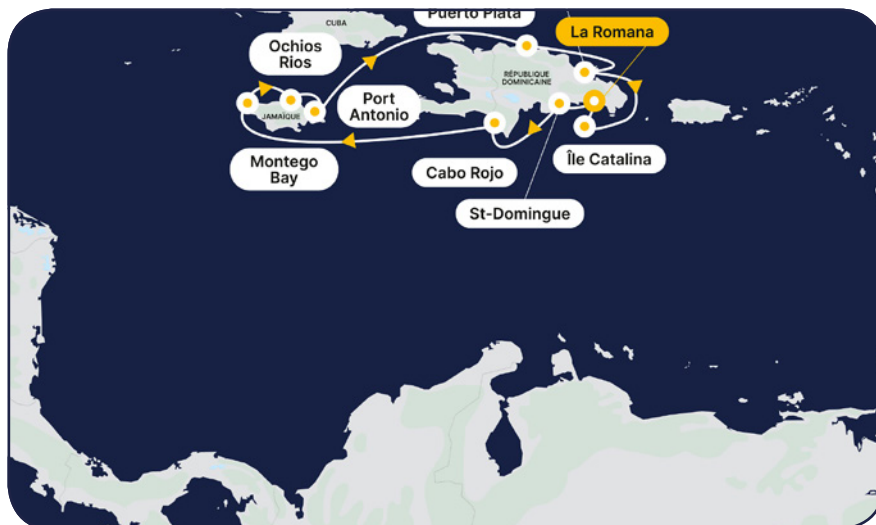 Puerto Plata
CUBA
La Romana
Ochios
Rios
RÉPUBLIQUE
DOMINICAINE
Port
Antonio
JAMAÏQUE
Montego
Bay
Île Catalina
Cabo Rojo
St-Domingue